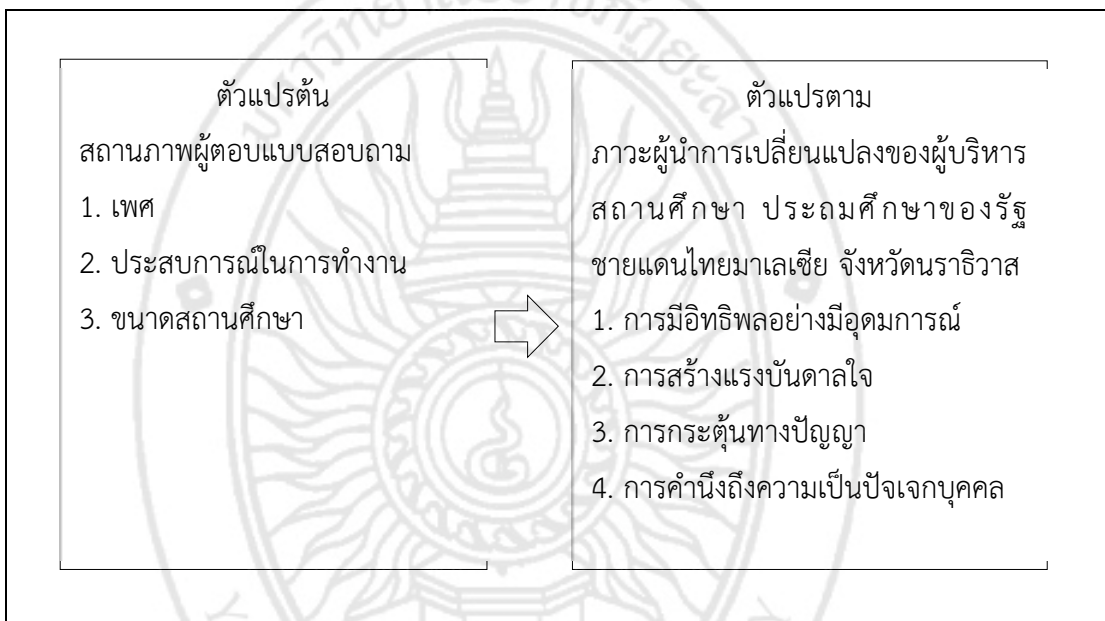 ตัวแปรต้น
สถานภาพผู้ตอบแบบสอบถาม
1. เพศ
2. ประสบการณ์ในการทำงาน
3. ขนาดสถานศึกษา
ตัวแปรตาม
ภาวะผู้นำการเปลี่ยนแปลงของผู้บริหาร
สถานศึกษา ประถมศึกษาของรัฐ
ชายแดนไทยมาเลเซีย จังหวัดนราธิวาส
1. การมีอิทธิพลอย่างมีอุดมการณ์
2. การสร้างแรงบันดาลใจ
3. การกระตุ้นทางปัญญา
4. การคำนึงถึงความเป็นปัจเจกบุคคล